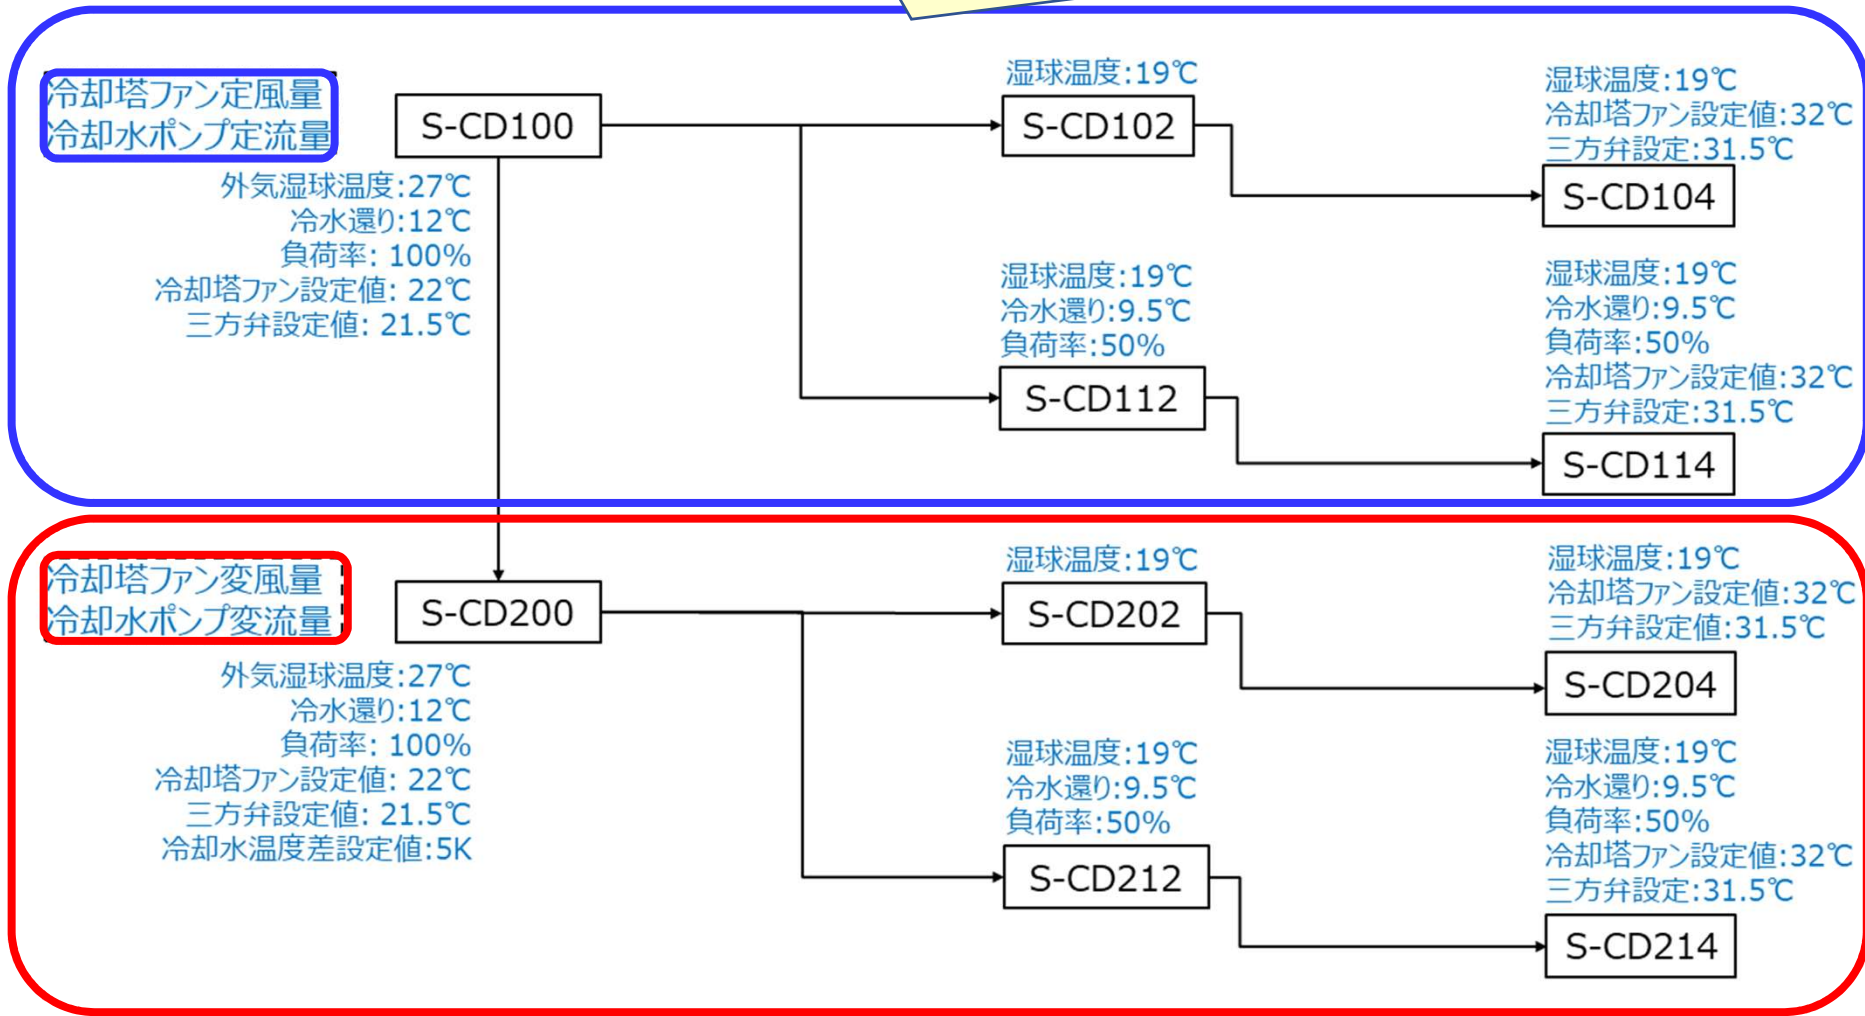 冷却塔ファン定風量
冷却水ポンプ定流量
S-CD100
外気湿球温度:27℃
冷水還り:12℃
負荷率: 100%
冷却塔ファン設定値: 22℃
三方弁設定値: 21.5℃
湿球温度:19℃
S-CD102
湿球温度:19℃
冷却塔ファン設定値:32℃
三方弁設定:31.5℃
S-CD104
湿球温度:19℃
冷水還り:9.5℃
負荷率:50%
S-CD112
湿球温度:19℃
冷水還り:9.5℃
負荷率:50%
冷却塔ファン設定値:32℃
三方弁設定:31.5℃
S-CD114
冷却塔ファン変風量
冷却水ポンプ変流量
S-CD200
外気湿球温度:27℃
冷水還り:12℃
負荷率: 100%
冷却塔ファン設定値: 22℃
三方弁設定値: 21.5℃
冷却水温度差設定値:5K
湿球温度:19℃
S-CD202
湿球温度:19℃
冷却塔ファン設定値:32℃
三方弁設定値:31.5℃
S-CD204
湿球温度:19℃
冷水還り:9.5℃
負荷率:50%
S-CD212
湿球温度:19℃
冷水還り:9.5℃
負荷率:50%
冷却塔ファン設定値:32℃
三方弁設定:31.5℃
S-CD214